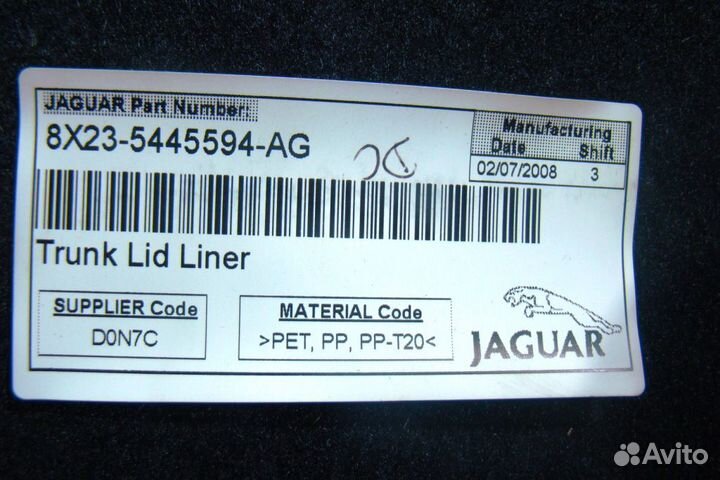 JAGUAR Part Number:
8X23-5445594-AG
Manufacturing
Date Shift
02/07/2008 3
Trunk Lid Liner
SUPPLIER Code
D0N7C
MATERIAL Code
>PET, PP, PP-T20<
JAGUAR
Avito